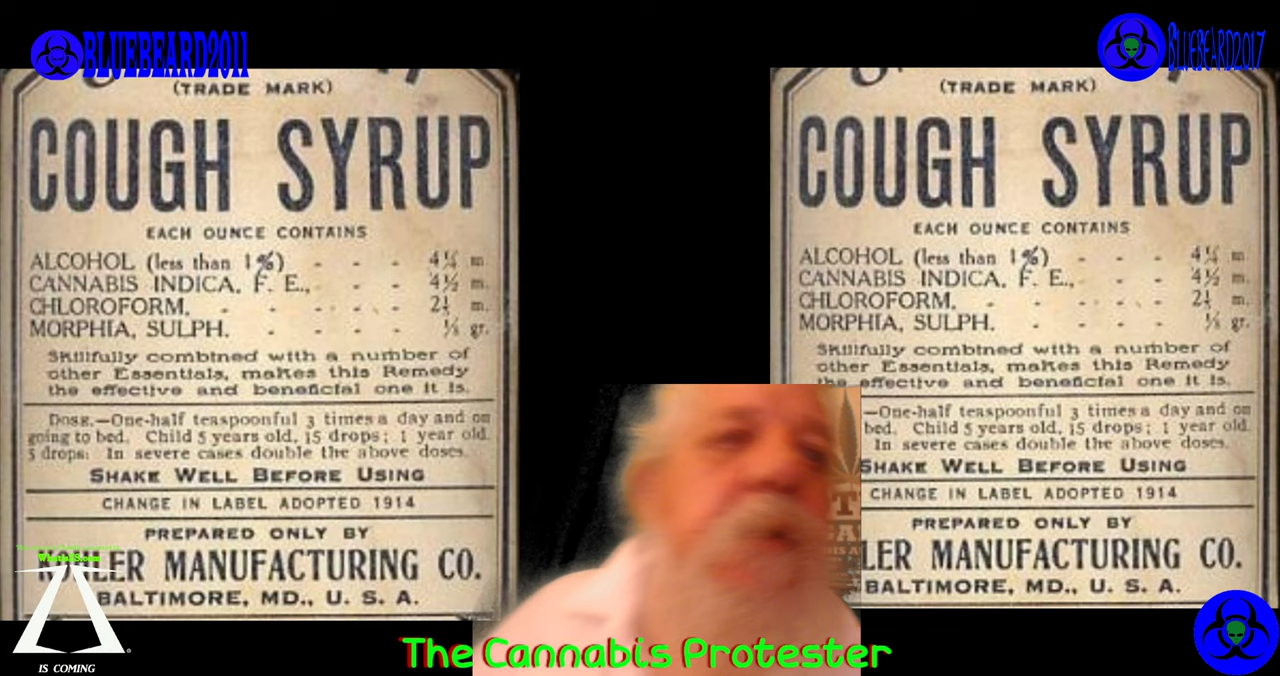 BLUEBEARD2011
(TRADE MARK)
COUGH SYRUP
EACH OUNCE CONTAINS
ALCOHOL (less than 1%) - - - 4¼ m
CANNABIS INDICA, F. E., - - - 4½ m.
CHLOROFORM, - - - - 2½ m.
MORPHIA, SULPH. - - - ⅛ gr.
Skillfully combined with a number of
other Essentials, makes this Remedy
the effective and beneficial one it is.
DOSE.—One-half teaspoonful 3 times a day and on
going to bed. Child 5 years old, 15 drops; 1 year old
5 drops: In severe cases double the above doses.
SHAKE WELL BEFORE USING
CHANGE IN LABEL ADOPTED 1914
PREPARED ONLY BY
MANUFACTURING CO.
BALTIMORE, MD., U. S. A.
IS COMING
BLUEBEARD2017
(TRADE MARK)
COUGH SYRUP
EACH OUNCE CONTAINS
ALCOHOL (less than 1%) - - - 4¼ m
CANNABIS INDICA, F. E., - - - 4½ m.
CHLOROFORM, - - - - 2½ m.
MORPHIA, SULPH. - - - ⅛ gr.
Skillfully combined with a number of
other Essentials, makes this Remedy
the effective and beneficial one it is.
—One-half teaspoonful 3 times a day and on
bed. Child 5 years old, 15 drops; 1 year old.
In severe cases double the above doses.
SHAKE WELL BEFORE USING
CHANGE IN LABEL ADOPTED 1914
PREPARED ONLY BY
LER MANUFACTURING CO.
BALTIMORE, MD., U. S. A.
The Cannabis Protester